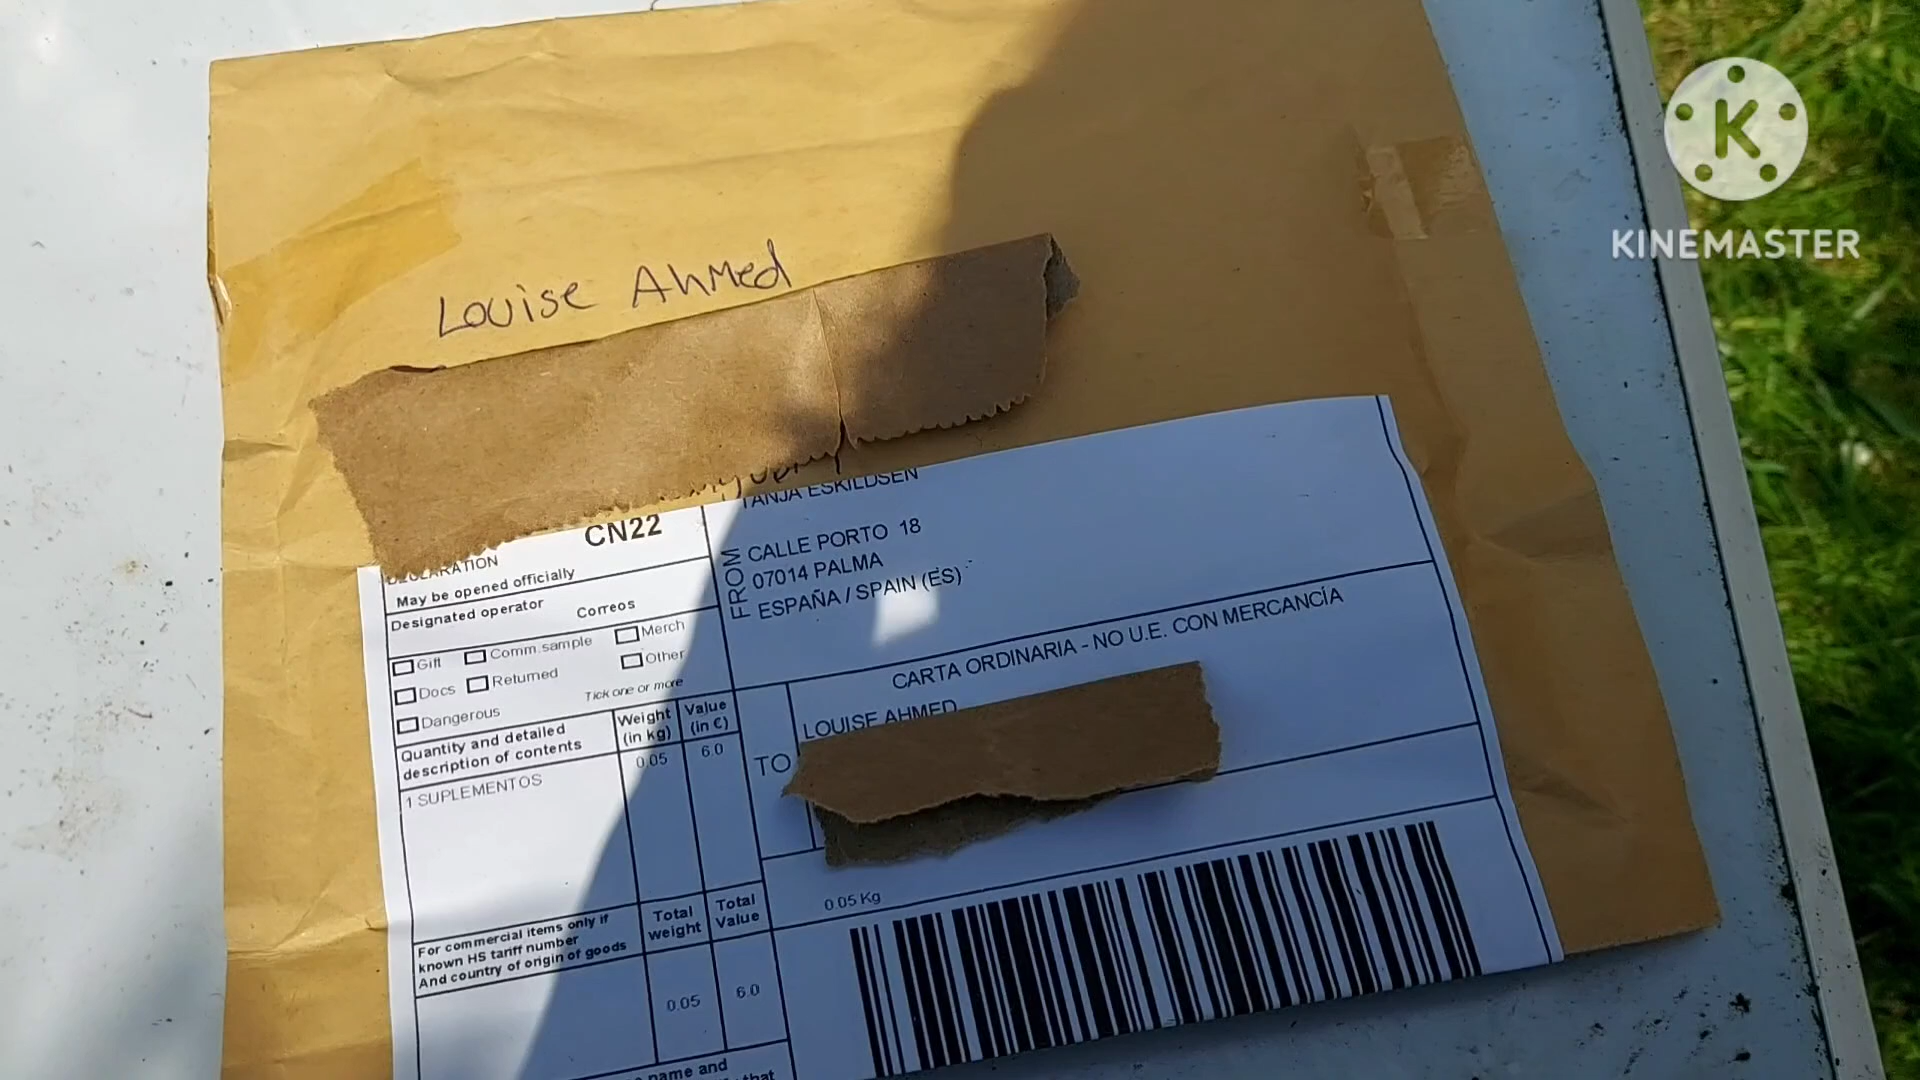 KINEMASTER
Louise Ahmed
CN22
DECLARATION
May be opened officially
Designated operator Correos
Gift Comm.sample Merch
Docs Returned Other
Dangerous Tick one or more
Quantity and detailed description of contents
Weight (in kg)
Value (in €)
1 SUPLEMENTOS 0.05 6.0
For commercial items only if
known HS tariff number
And country of origin of goods
Total weight
Total Value
0.05 6.0
name and
that
TANJA ESKILDSEN
FROM
CALLE PORTO 18
07014 PALMA
ESPAÑA / SPAIN (ES)
CARTA ORDINARIA - NO U.E. CON MERCANCÍA
TO
LOUISE AHMED
0.05 Kg